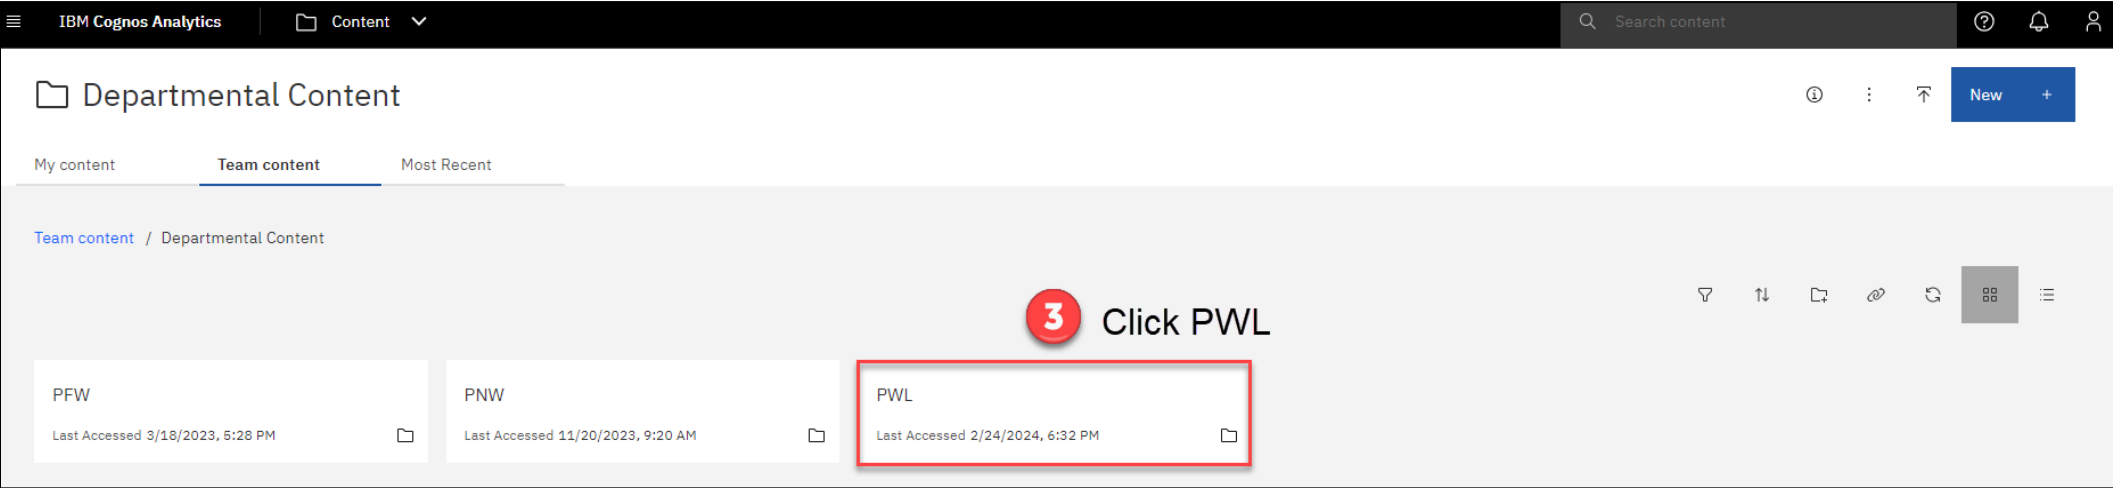 IBM Cognos Analytics
Content
Search content
Departmental Content
New +
My content
Team content
Most Recent
Team content / Departmental Content
3 Click PWL
PFW
Last Accessed 3/18/2023, 5:28 PM
PNW
Last Accessed 11/20/2023, 9:20 AM
PWL
Last Accessed 2/24/2024, 6:32 PM